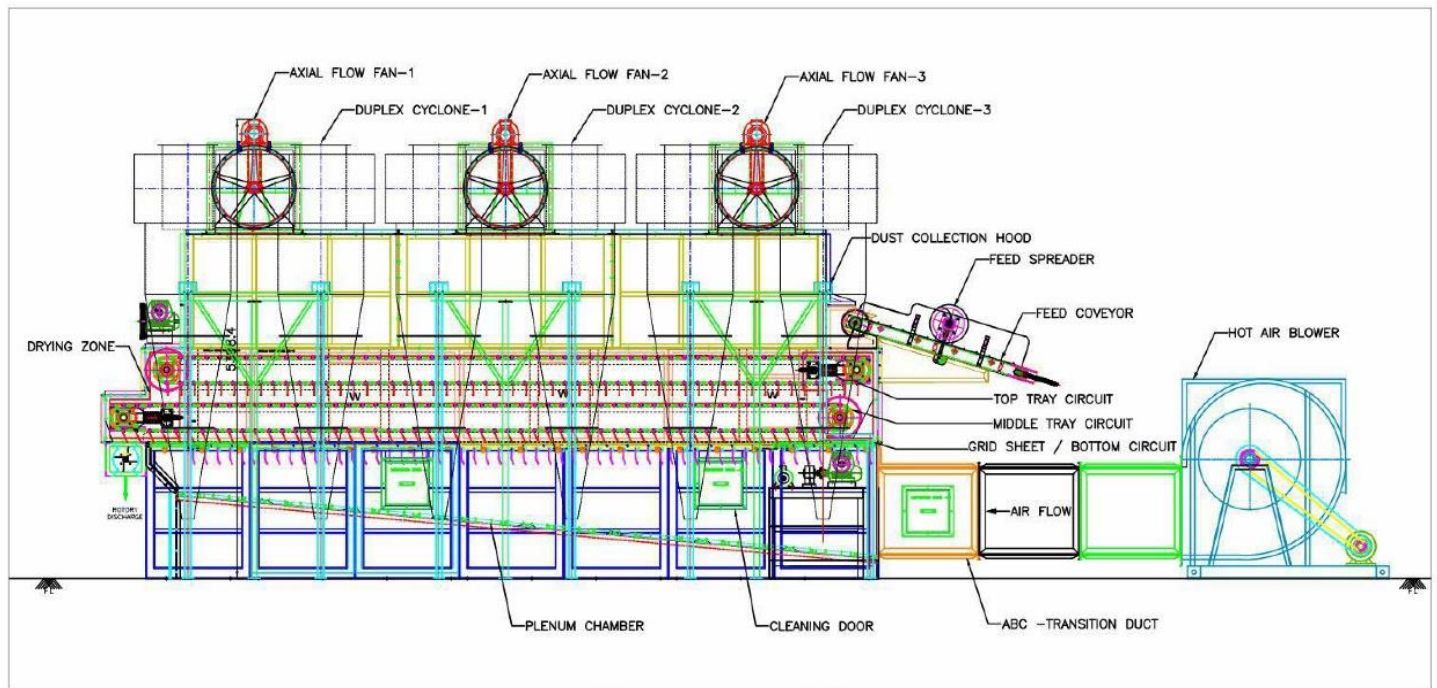 AXIAL FLOW FAN-1
AXIAL FLOW FAN-2
AXIAL FLOW FAN-3
DUPLEX CYCLONE-1
DUPLEX CYCLONE-2
DUPLEX CYCLONE-3
DUST COLLECTION HOOD
FEED SPREADER
FEED COVEYOR
HOT AIR BLOWER
DRYING ZONE
TOP TRAY CIRCUIT
MIDDLE TRAY CIRCUIT
GRID SHEET / BOTTOM CIRCUIT
W
W
W
ROTORY
DISCHARGE
AIR FLOW
PLENUM CHAMBER
CLEANING DOOR
ABC -TRANSITION DUCT